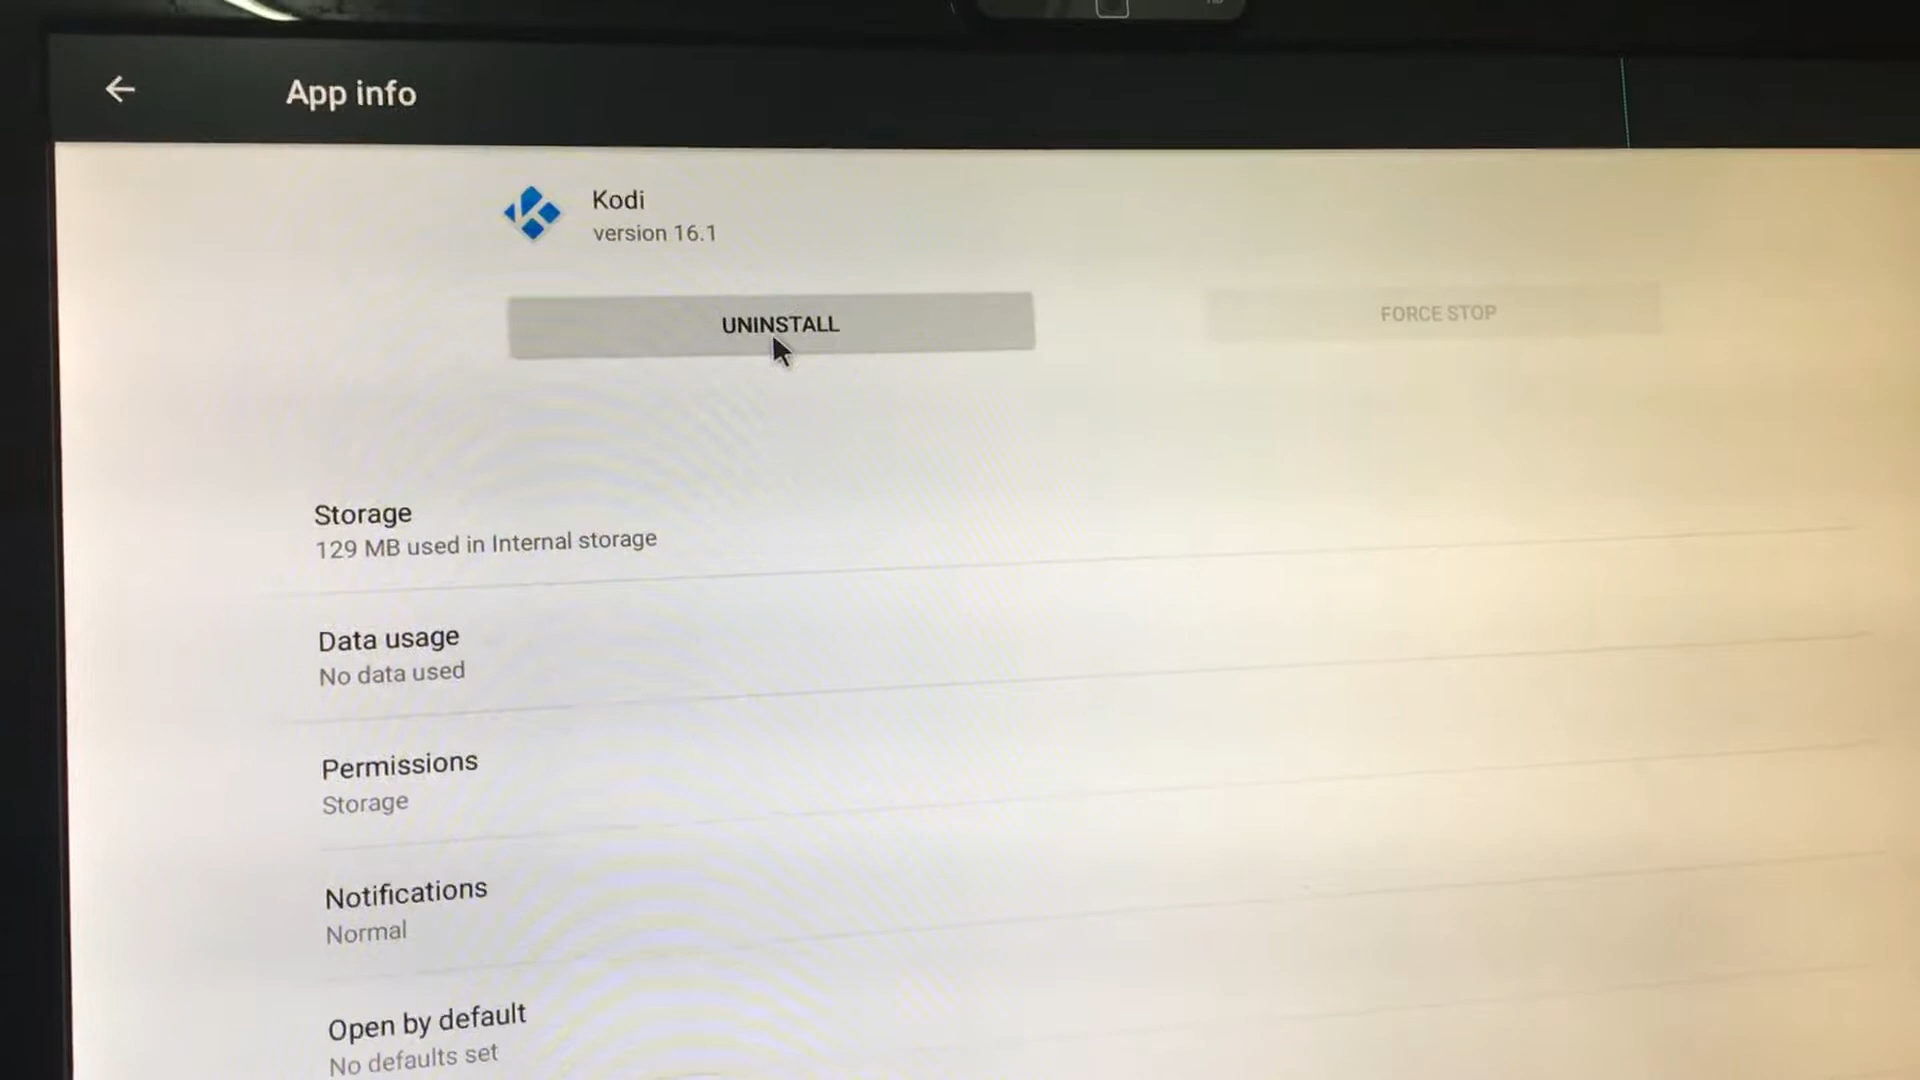 App info
Kodi
version 16.1
UNINSTALL
FORCE STOP
Storage
129 MB used in Internal storage
Data usage
No data used
Permissions
Storage
Notifications
Normal
Open by default
No defaults set